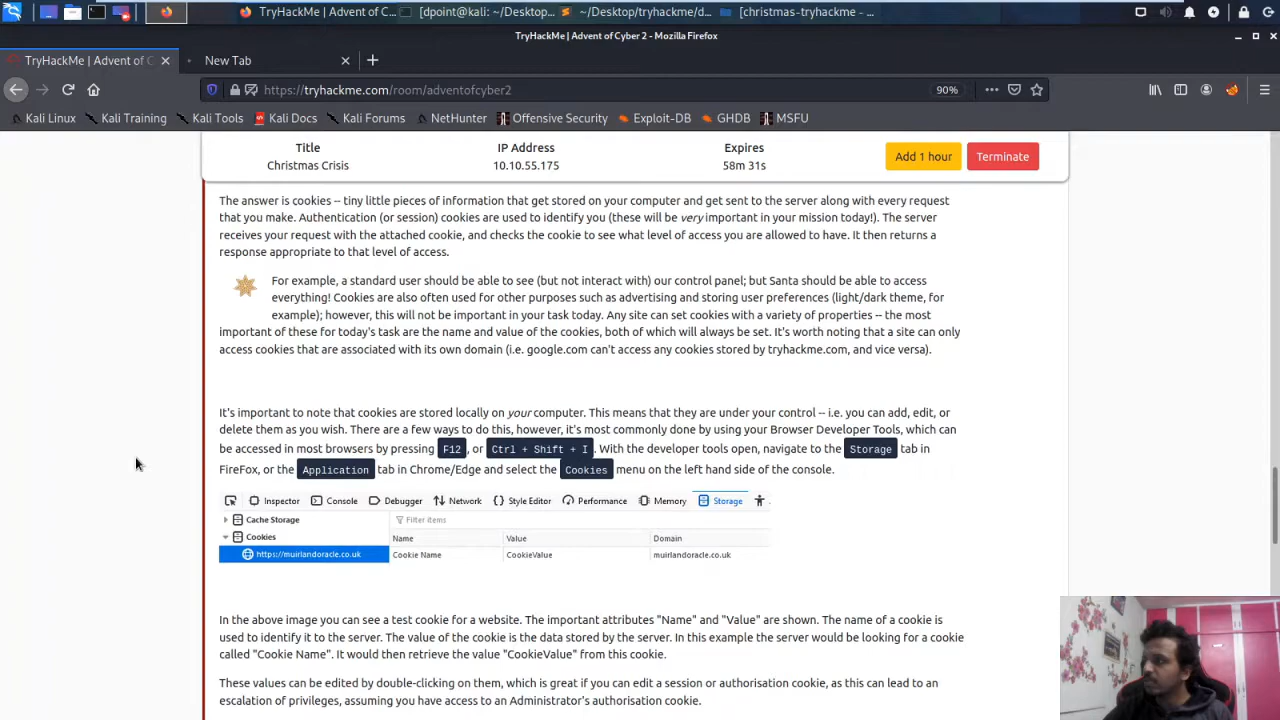 TryHackMe | Advent of C...
[dpoint@kali: ~/Desktop...
~/Desktop/tryhackme/d...
[christmas-tryhackme - ...
TryHackMe | Advent of Cyber 2 - Mozilla Firefox
TryHackMe | Advent of C
New Tab
https://tryhackme.com/room/adventofcyber2
90%
Kali Linux
Kali Training
Kali Tools
Kali Docs
Kali Forums
NetHunter
Offensive Security
Exploit-DB
GHDB
MSFU
Title
IP Address
Expires
Christmas Crisis
10.10.55.175
58m 31s
Add 1 hour
Terminate
The answer is cookies -- tiny little pieces of information that get stored on your computer and get sent to the server along with every request
that you make. Authentication (or session) cookies are used to identify you (these will be very important in your mission today!). The server
receives your request with the attached cookie, and checks the cookie to see what level of access you are allowed to have. It then returns a
response appropriate to that level of access.
For example, a standard user should be able to see (but not interact with) our control panel; but Santa should be able to access
everything! Cookies are also often used for other purposes such as advertising and storing user preferences (light/dark theme, for
example); however, this will not be important in your task today. Any site can set cookies with a variety of properties -- the most
important of these for today's task are the name and value of the cookies, both of which will always be set. It's worth noting that a site can only
access cookies that are associated with its own domain (i.e. google.com can't access any cookies stored by tryhackme.com, and vice versa).
It's important to note that cookies are stored locally on your computer. This means that they are under your control -- i.e. you can add, edit, or
delete them as you wish. There are a few ways to do this, however, it's most commonly done by using your Browser Developer Tools, which
can be accessed in most browsers by pressing F12, or Ctrl + Shift + I. With the developer tools open, navigate to the Storage tab in
FireFox, or the Application tab in Chrome/Edge and select the Cookies menu on the left hand side of the console.
Inspector
Console
Debugger
Network
Style Editor
Performance
Memory
Storage
Cache Storage
Filter items
Cookies
Name
Value
Domain
https://muirlandoracle.co.uk
Cookie Name
CookieValue
muirlandoracle.co.uk
In the above image you can see a test cookie for a website. The important attributes "Name" and "Value" are shown. The name of a cookie is
used to identify it to the server. The value of the cookie is the data stored by the server. In this example the server would be looking for a cookie
called "Cookie Name". It would then retrieve the value "CookieValue" from this cookie.
These values can be edited by double-clicking on them, which is great if you can edit a session or authorisation cookie, as this can lead to an
escalation of privileges, assuming you have access to an Administrator's authorisation cookie.